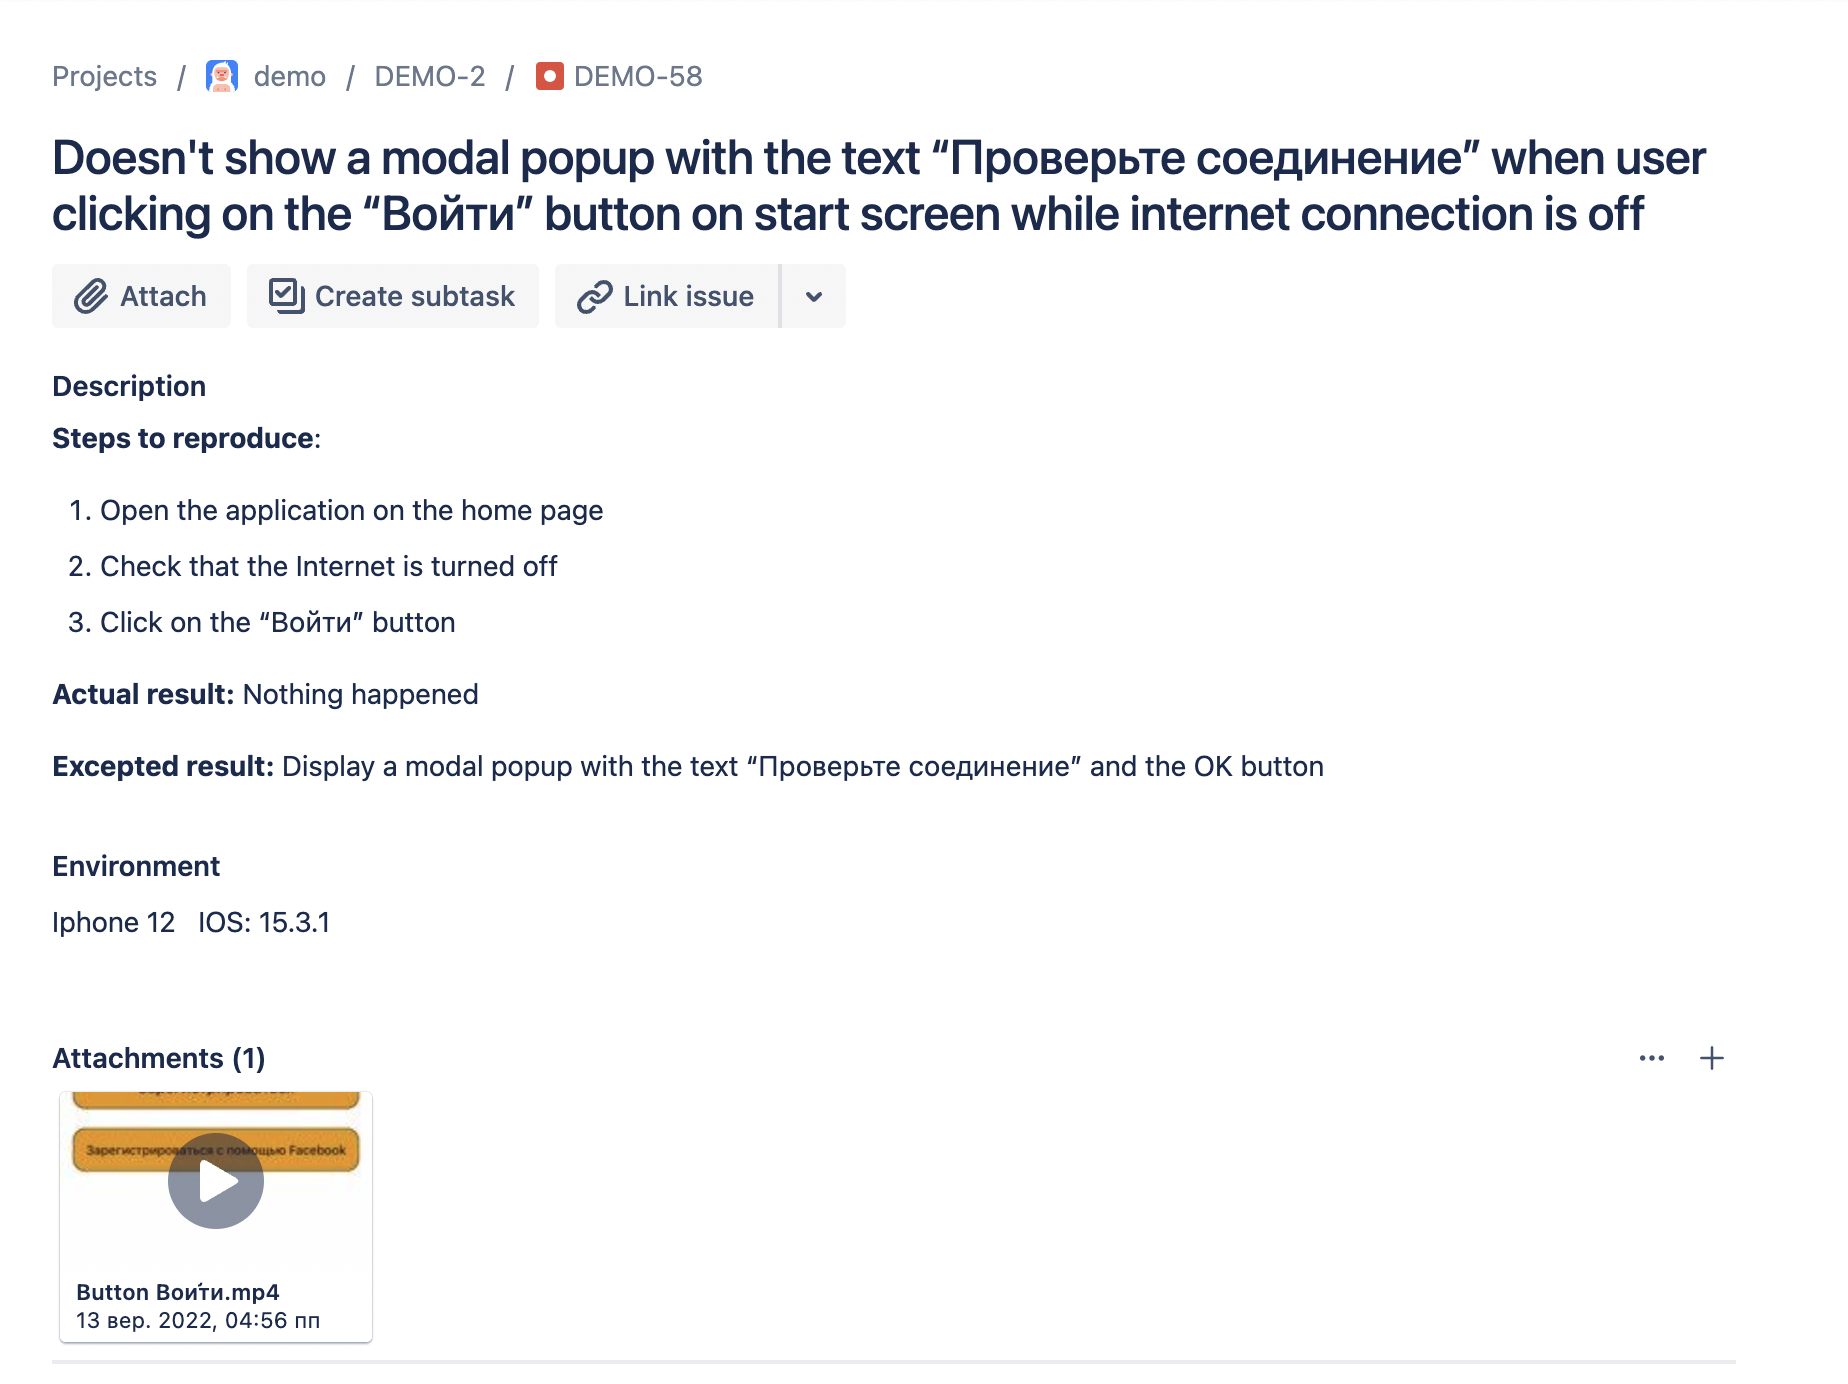 Projects / demo / DEMO-2 / DEMO-58
Doesn't show a modal popup with the text “Проверьте соединение” when user
clicking on the “Войти” button on start screen while internet connection is off
Attach Create subtask Link issue
Description
Steps to reproduce:
1. Open the application on the home page
2. Check that the Internet is turned off
3. Click on the “Войти” button
Actual result: Nothing happened
Excepted result: Display a modal popup with the text “Проверьте соединение” and the OK button
Environment
Iphone 12 IOS: 15.3.1
Attachments (1)
Зарегистрироваться с помощью Facebook
Button Войти.mp4
13 вер. 2022, 04:56 пп